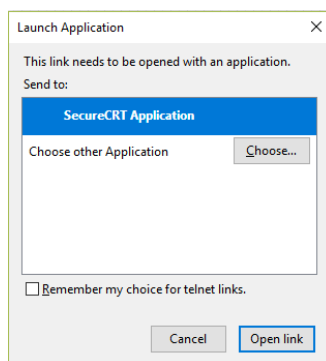 Launch Application
This link needs to be opened with an application.
Send to:
SecureCRT Application
Choose other Application
Choose...
Remember my choice for telnet links.
Cancel
Open link